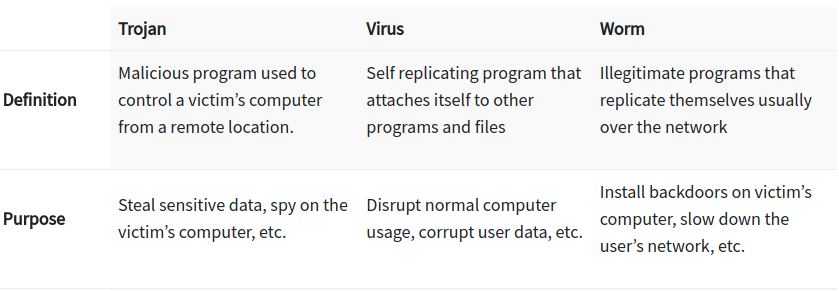 Trojan Virus Worm
Definition
Malicious program used to
control a victim's computer
from a remote location.
Self replicating program that
attaches itself to other
programs and files
Illegitimate programs that
replicate themselves usually
over the network
Purpose
Steal sensitive data, spy on the
victim's computer, etc.
Disrupt normal computer
usage, corrupt user data, etc.
Install backdoors on victim's
computer, slow down the
user's network, etc.